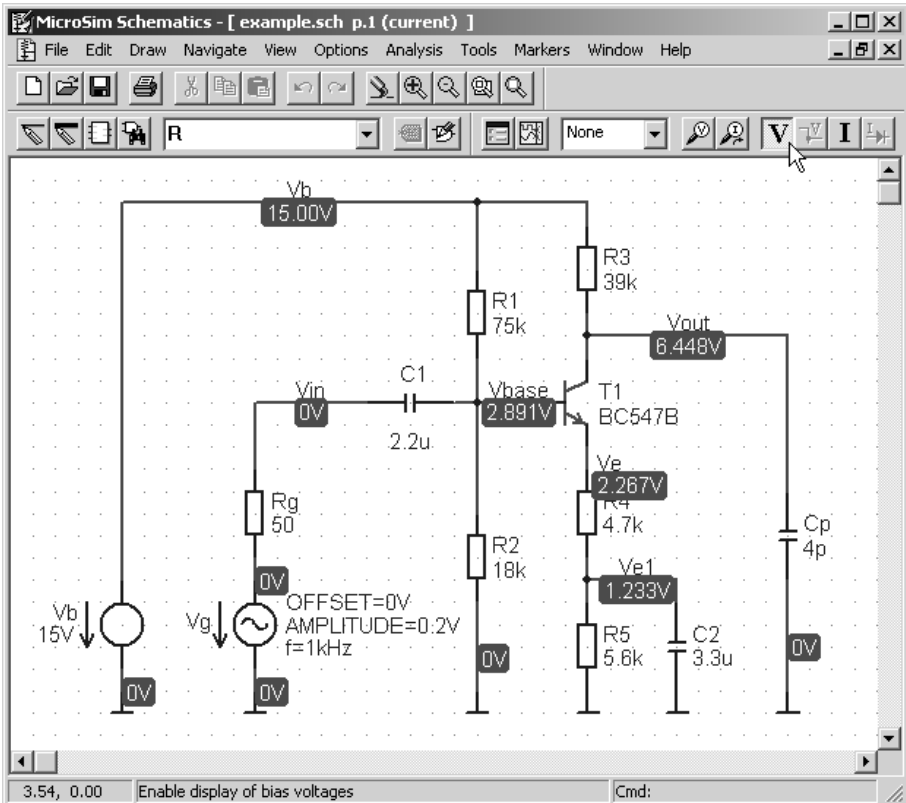 MicroSim Schematics - [ example.sch p.1 (current) ]
File Edit Draw Navigate View Options Analysis Tools Markers Window Help
R
None
V
I
Vb
15.00V
R3
39k
R1
75k
Vout
6.448V
C1
Vin
0V
Vbase
2.891V
T1
BC547B
2.2u
Ve
2.267V
Rg
50
R4
4.7k
Cp
4p
R2
18k
0V
Ve1
1.233V
OFFSET=0V
Vb
15V
Vg
AMPLITUDE=0.2V
f=1kHz
R5
5.6k
C2
3.3u
0V
0V
0V
0V
3.54, 0.00 Enable display of bias voltages Cmd: